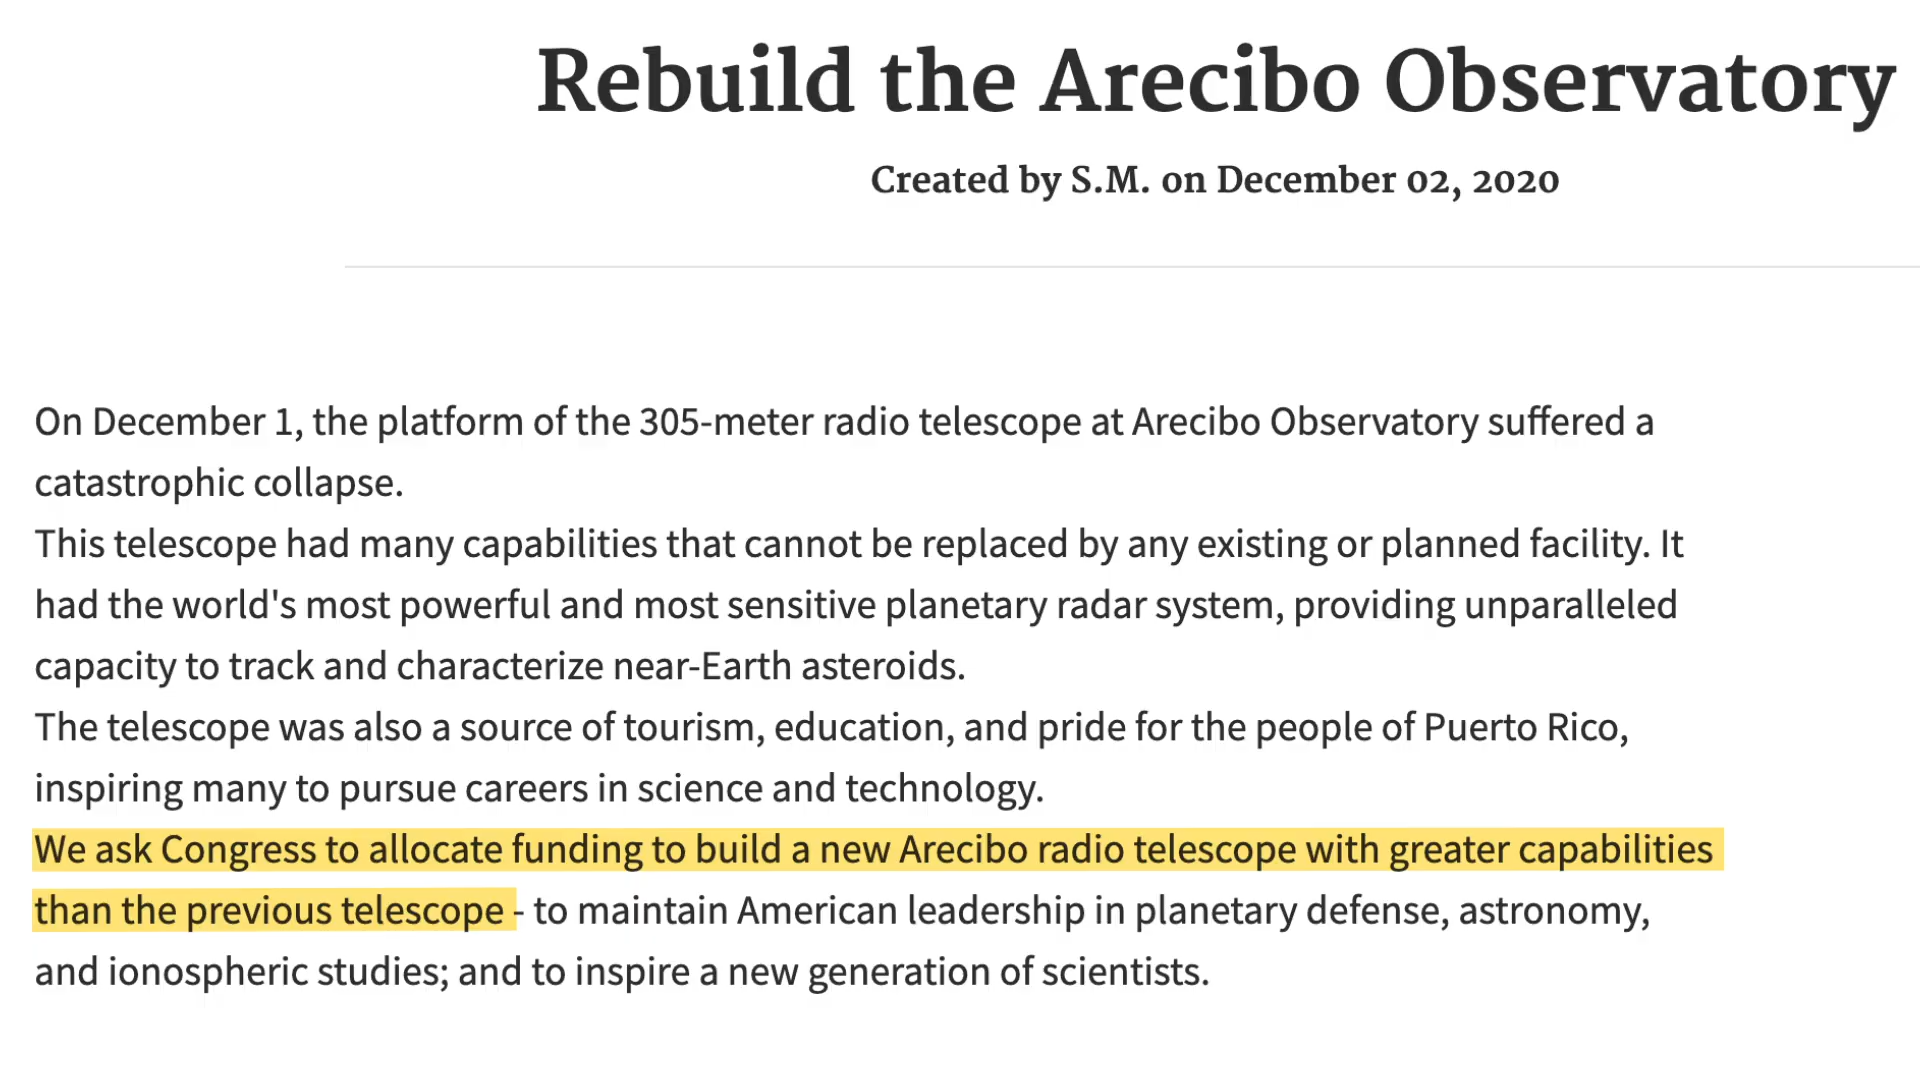 Rebuild the Arecibo Observatory
Created by S.M. on December 02, 2020
On December 1, the platform of the 305-meter radio telescope at Arecibo Observatory suffered a
catastrophic collapse.
This telescope had many capabilities that cannot be replaced by any existing or planned facility. It
had the world's most powerful and most sensitive planetary radar system, providing unparalleled
capacity to track and characterize near-Earth asteroids.
The telescope was also a source of tourism, education, and pride for the people of Puerto Rico,
inspiring many to pursue careers in science and technology.
We ask Congress to allocate funding to build a new Arecibo radio telescope with greater capabilities
than the previous telescope - to maintain American leadership in planetary defense, astronomy,
and ionospheric studies; and to inspire a new generation of scientists.